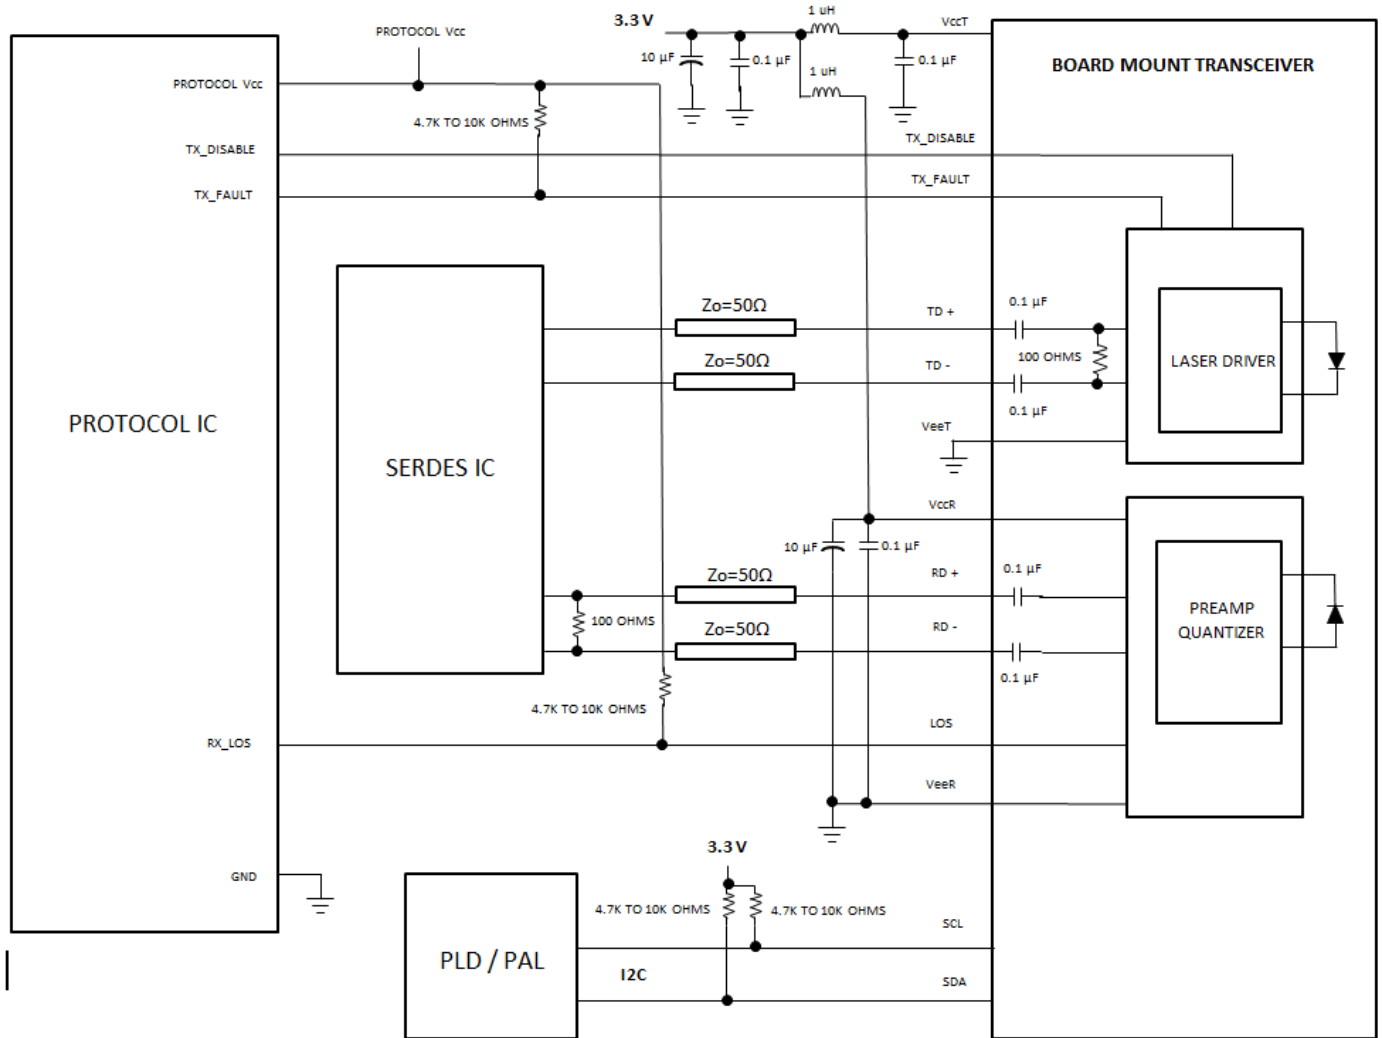 1 uH
3.3 V
VccT
PROTOCOL Vcc
10 µF
0.1 µF
0.1 µF
BOARD MOUNT TRANSCEIVER
1 uH
PROTOCOL Vcc
4.7K TO 10K OHMS
TX_DISABLE
TX_DISABLE
TX_FAULT
TX_FAULT
Zo=50Ω
TD +
0.1 µF
Zo=50Ω
TD -
100 OHMS
LASER DRIVER
0.1 µF
PROTOCOL IC
VeeT
SERDES IC
VccR
10 µF
0.1 µF
Zo=50Ω
RD +
0.1 µF
100 OHMS
Zo=50Ω
RD -
PREAMP
QUANTIZER
0.1 µF
4.7K TO 10K OHMS
LOS
RX_LOS
VeeR
3.3 V
GND
4.7K TO 10K OHMS
4.7K TO 10K OHMS
SCL
PLD / PAL
I2C
SDA